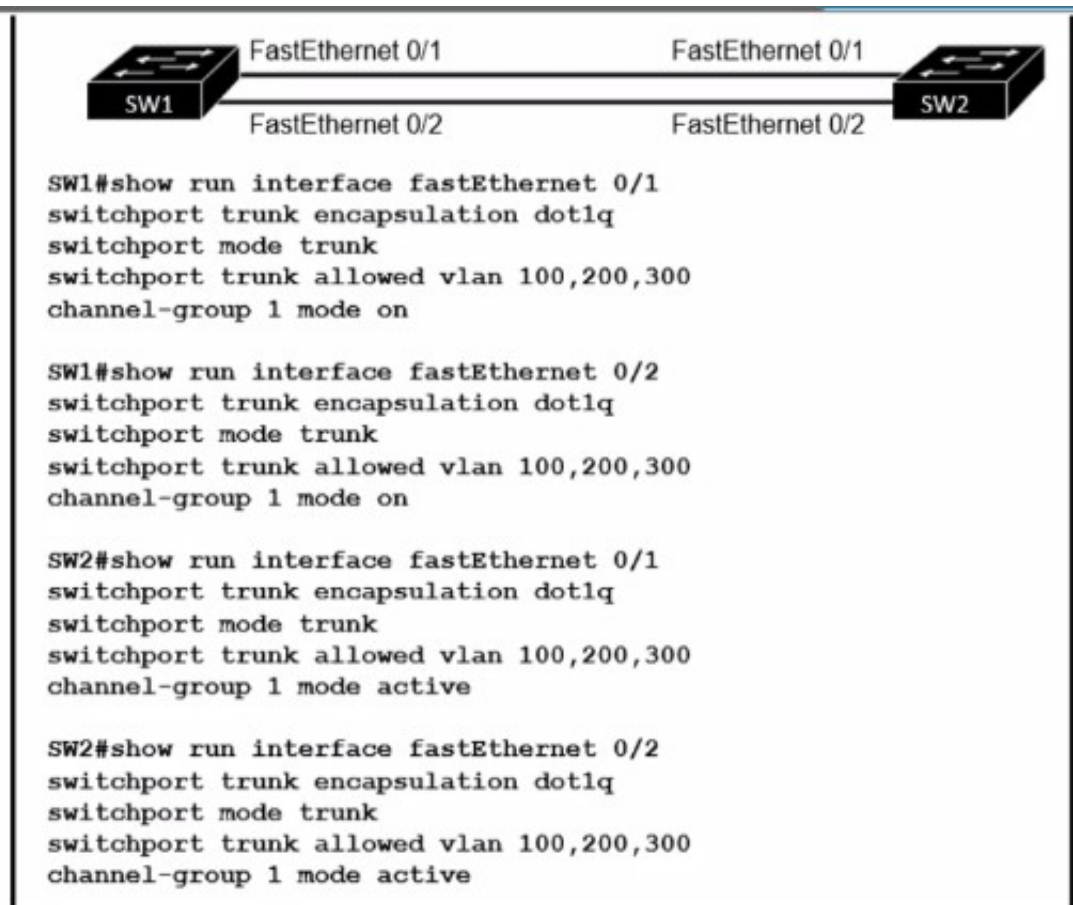 FastEthernet 0/1 FastEthernet 0/1
SW1 SW2
FastEthernet 0/2 FastEthernet 0/2
SW1#show run interface fastEthernet 0/1
switchport trunk encapsulation dot1q
switchport mode trunk
switchport trunk allowed vlan 100,200,300
channel-group 1 mode on
SW1#show run interface fastEthernet 0/2
switchport trunk encapsulation dot1q
switchport mode trunk
switchport trunk allowed vlan 100,200,300
channel-group 1 mode on
SW2#show run interface fastEthernet 0/1
switchport trunk encapsulation dot1q
switchport mode trunk
switchport trunk allowed vlan 100,200,300
channel-group 1 mode active
SW2#show run interface fastEthernet 0/2
switchport trunk encapsulation dot1q
switchport mode trunk
switchport trunk allowed vlan 100,200,300
channel-group 1 mode active